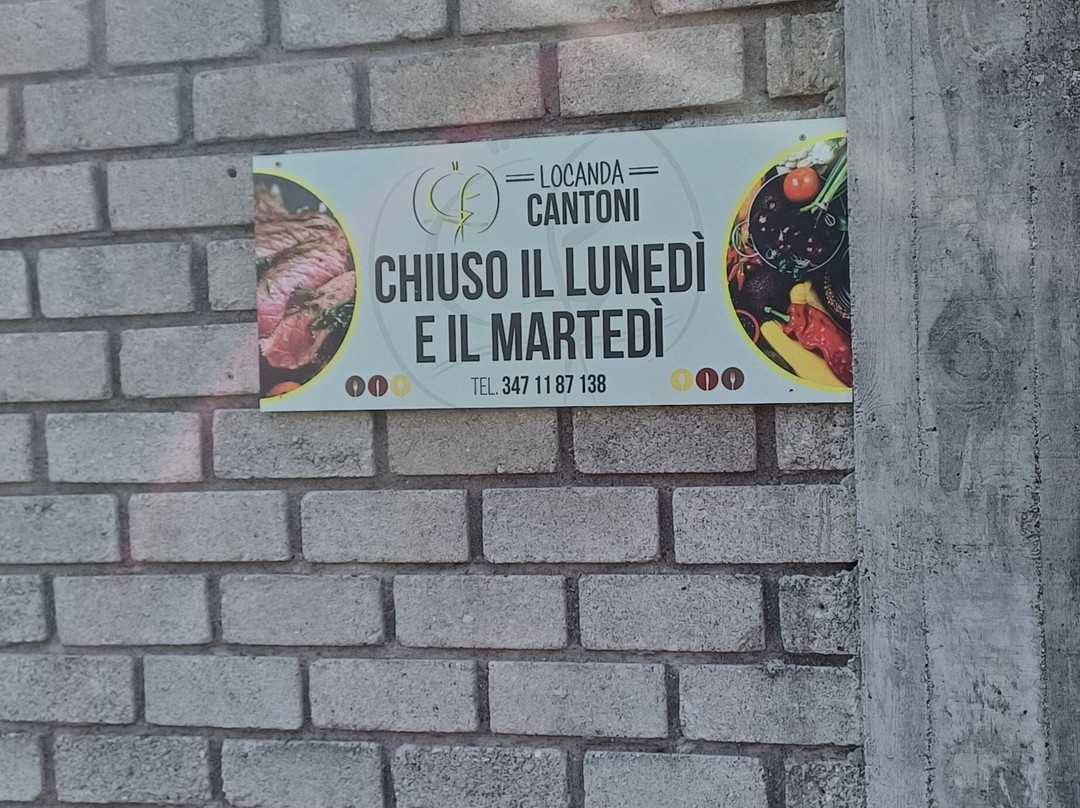 LOCANDA
CANTONI
CHIUSO IL LUNEDÌ
E IL MARTEDÌ
TEL. 347 11 87 138